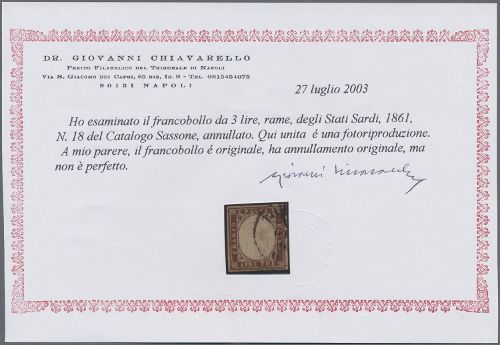 DR. GIOVANNI CHIAVARELLO
PERITO FILATELICO DEL TRIBUNALE DI NAPOLI
VIA S. GIACOMO DEI CAPRI, 65 BIS, IS. E - TEL. 0815454075
80131 NAPOLI
27 luglio 2003
Ho esaminato il francobollo da 3 lire, rame, degli Stati Sardi, 1861,
N. 18 del Catalogo Sassone, annullato. Qui unita é una fotoriproduzione.
A mio parere, il francobollo é originale, ha annullamento originale, ma
non è perfetto.
LIRE TRE